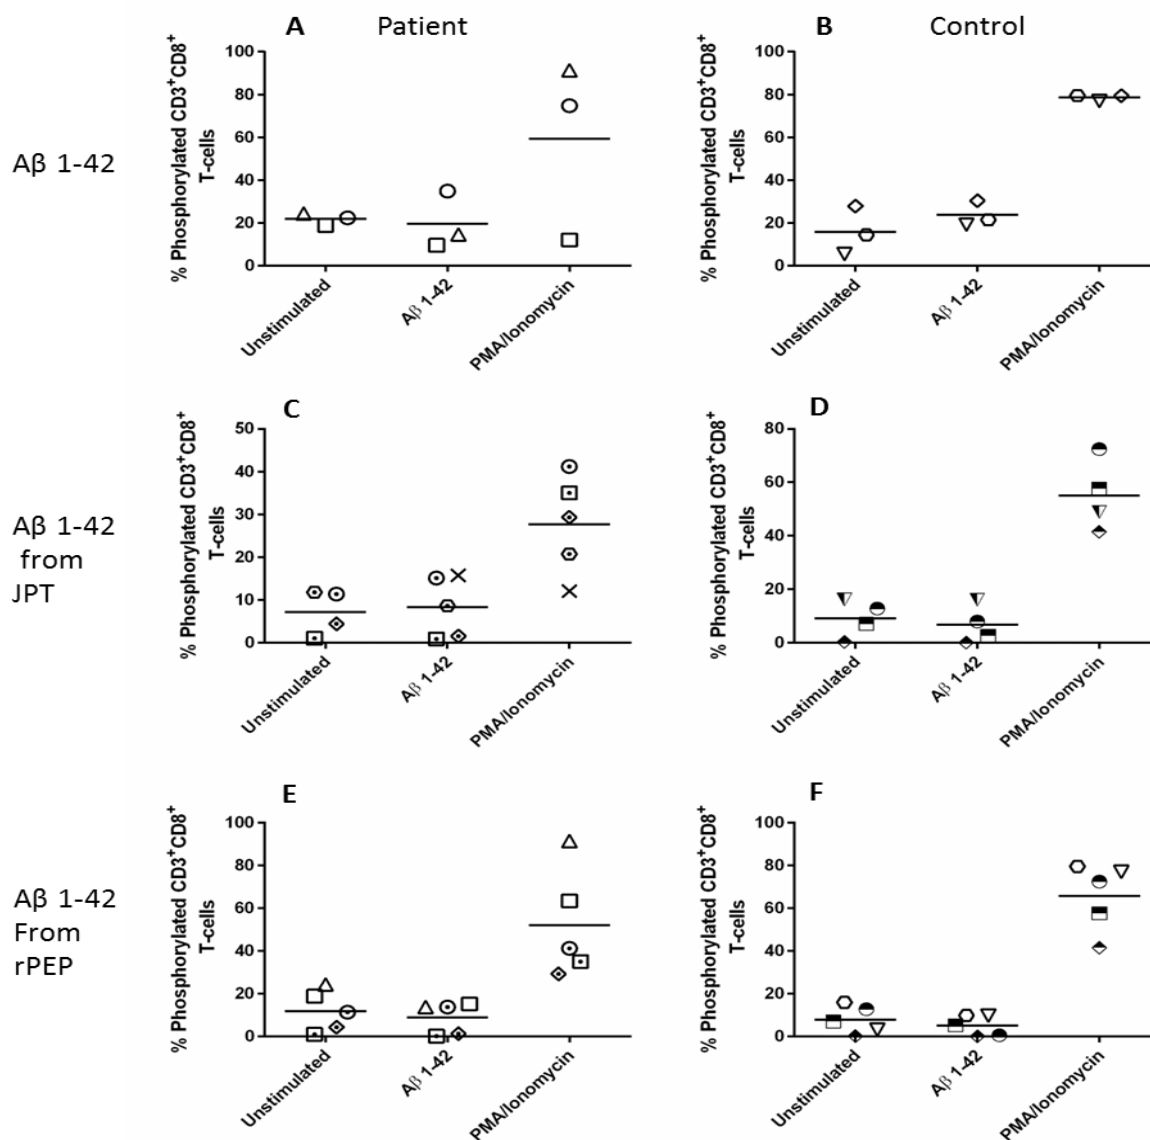 A Patient
B Control
Aβ 1-42
% Phosphorylated CD3⁺CD8⁺
T-cells
100
80
60
40
20
0
Unstimulated
Aβ 1-42
PMA/Ionomycin
% Phosphorylated CD3⁺CD8⁺
T-cells
100
80
60
40
20
0
Unstimulated
Aβ 1-42
PMA/Ionomycin
Aβ 1-42
from
JPT
C
% Phosphorylated CD3⁺CD8⁺
T-cells
50
40
30
20
10
0
Unstimulated
Aβ 1-42
PMA/Ionomycin
D
% Phosphorylated CD3⁺CD8⁺
T-cells
80
60
40
20
0
Unstimulated
Aβ 1-42
PMA/Ionomycin
Aβ 1-42
From
rPEP
E
% Phosphorylated CD3⁺CD8⁺
T-cells
100
80
60
40
20
0
Unstimulated
Aβ 1-42
PMA/Ionomycin
F
% Phosphorylated CD3⁺CD8⁺
T-cells
100
80
60
40
20
0
Unstimulated
Aβ 1-42
PMA/Ionomycin